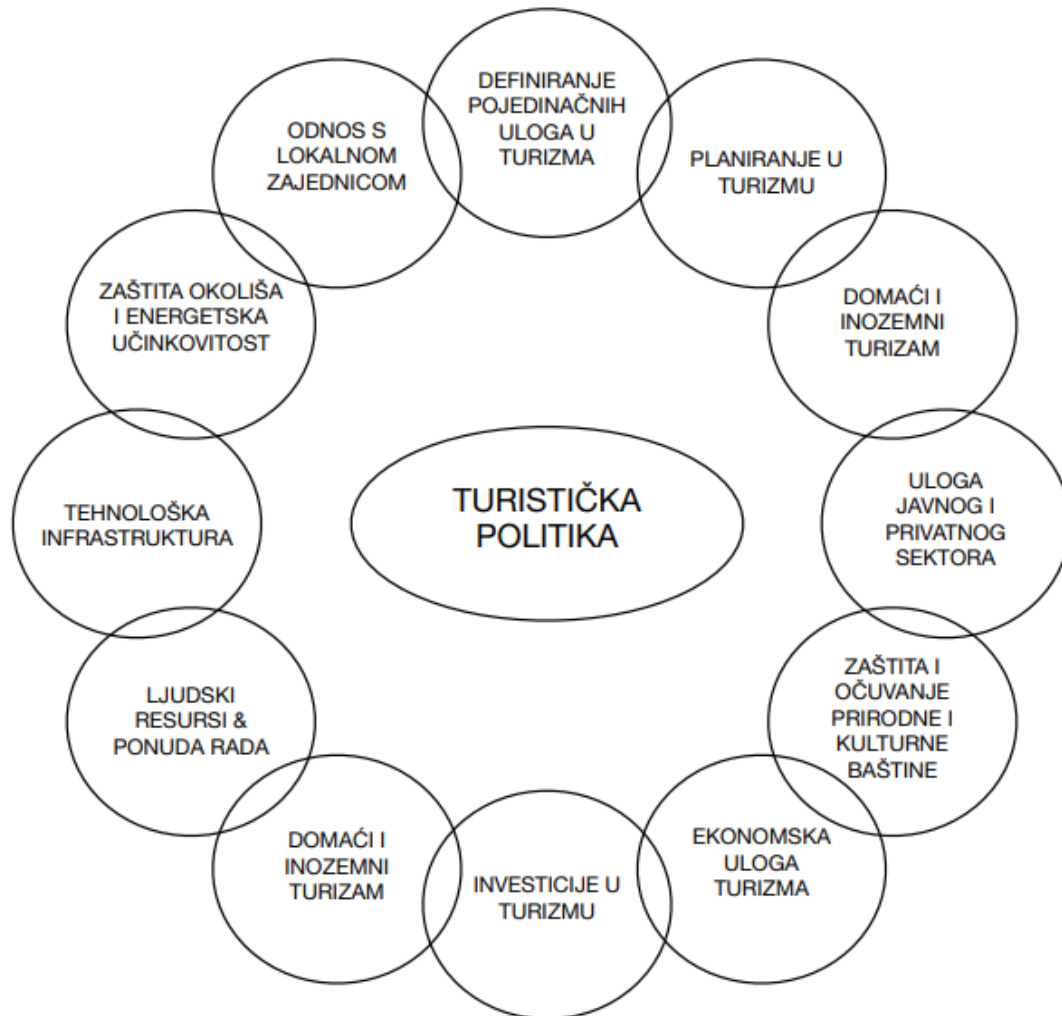 DEFINIRANJE
POJEDINAČNIH
ULOGA U
TURIZMA
PLANIRANJE U
TURIZMU
DOMAĆI I
INOZEMNI
TURIZAM
ULOGA
JAVNOG I
PRIVATNOG
SEKTORA
ZAŠTITA I
OČUVANJE
PRIRODNE I
KULTURNE
BAŠTINE
EKONOMSKA
ULOGA
TURIZMA
INVESTICIJE U
TURIZMU
DOMAĆI I
INOZEMNI
TURIZAM
LJUDSKI
RESURSI &
PONUDA RADA
TEHNOLOŠKA
INFRASTRUKTURA
ZAŠTITA OKOLIŠA
I ENERGETSKA
UČINKOVITOST
ODNOS S
LOKALNOM
ZAJEDNICOM
TURISTIČKA
POLITIKA